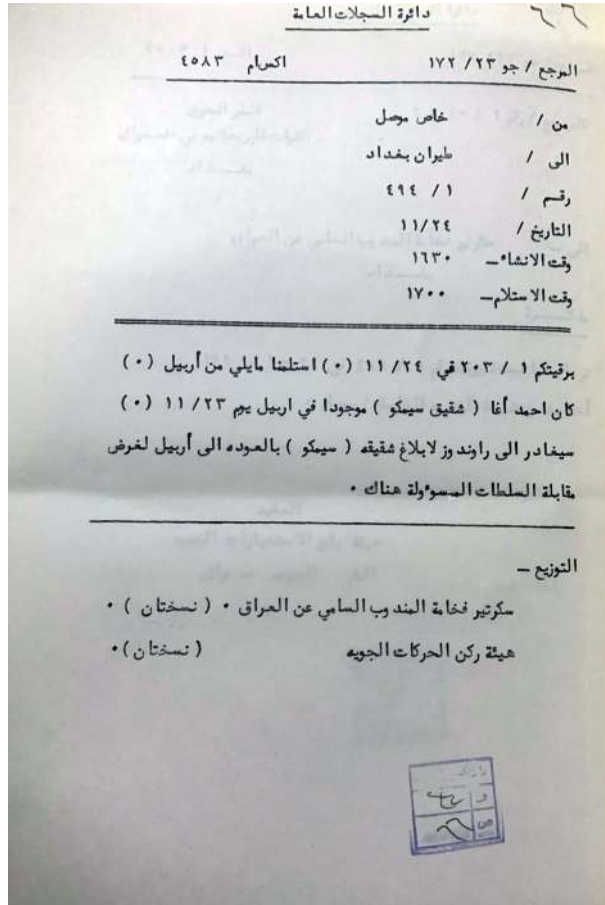 ٦٦
دائرة السجلات العامة
المرجع / جو ٢٣/ ١٧٢ اكسرام ٤٥٨٣
من / خاص موصل
الى / طيران بغداد
رقم / ١ / ٤٩٤
التاريخ / ١١/٢٤
وقت الانشاء_ ١٦٣٠
وقت الاستلام_ ١٧٠٠
برقيتكم ١ / ٢٠٣ في ٢٤/ ١١ (٠) استلمنا مايلي من أربيل (٠)
كان احمد أغا ( شقيق سيمكو ) موجودا في اربيل يوم ٢٣/ ١١ (٠)
سيغادر الى راوندوز لابلاغ شقيقه ( سيمكو ) بالعوده الى أربيل لغرض
مقابلة السلطات المسوءولة هناك ٠
التوزيع _
سكرتير فخامة المندوب السامي عن العراق ٠ ( نسختان ) ٠
هيئة ركن الحركات الجويه ( نسختان )٠